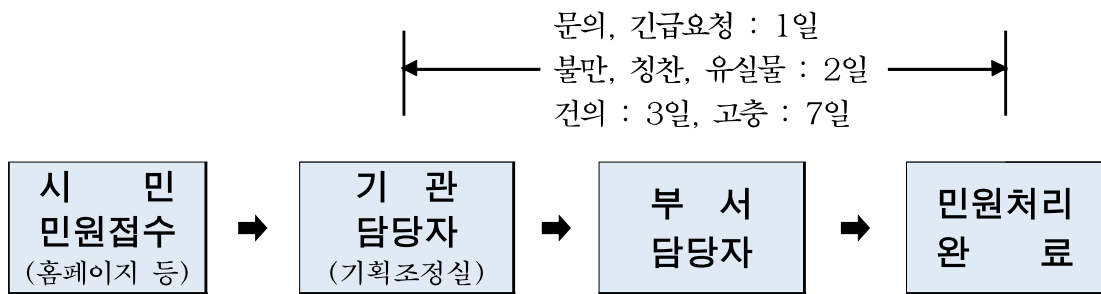 문의, 긴급요청 : 1일
불만, 칭찬, 유실물 : 2일
건의 : 3일, 고충 : 7일
시 민
민원접수
(홈페이지 등)
기 관
담당자
(기획조정실)
부 서
담당자
민원처리
완 료